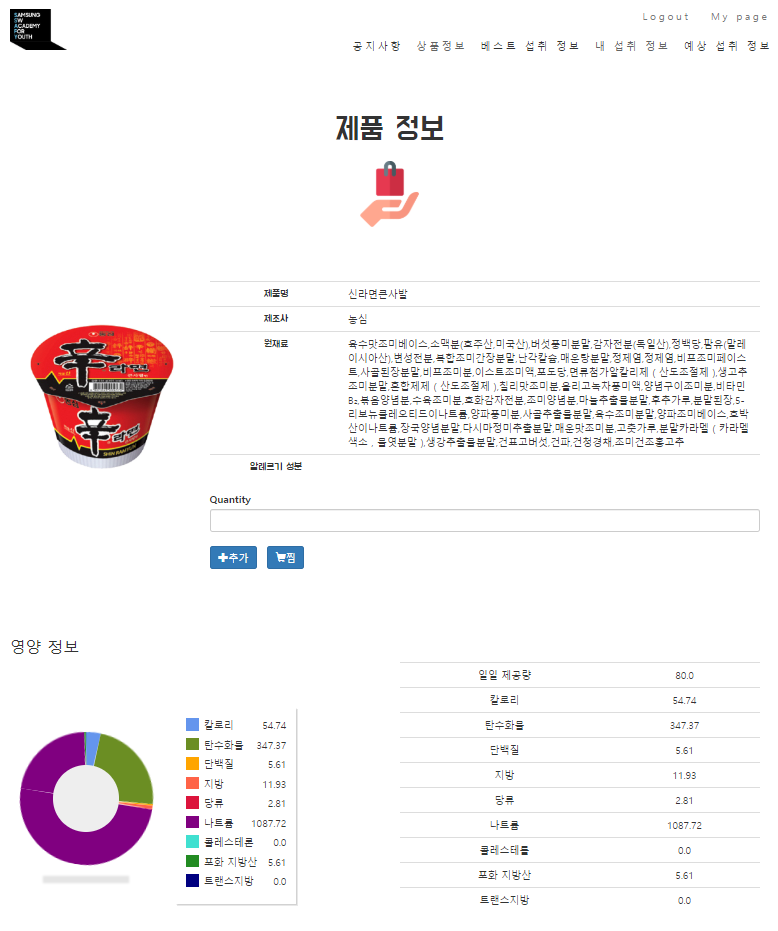 SAMSUNG
SW
ACADEMY
FOR
YOUTH
Logout My page
공지사항 상품정보 베스트 섭취 정보 내 섭취 정보 예상 섭취 정보
제품 정보
辛라면
辛라면
SHIN RAMYUN
제품명 신라면큰사발
제조사 농심
원재료 육수맛조미베이스,소맥분(호주산,미국산),버섯풍미분말,감자전분(독일산),정백당,팜유(말레
이시아산),변성전분,복합조미간장분말,난각칼슘,매운탕분말,정제염,정제염,비프조미페이스
트,사골된장분말,비프조미분,이스트조미액,포도당,면류첨가알칼리제 ( 산도조절제 ),생고추
조미분말,혼합제제 ( 산도조절제 ),칠리맛조미분,올리고녹차풍미액,양념구이조미분,비타민
B₂,볶음양념분,수육조미분,호화감자전분,조미양념분,마늘추출물분말,후추가루,분말된장,5-
리보뉴클레오티드이나트륨,양파풍미분,사골추출물분말,육수조미분말,양파조미베이스,호박
산이나트륨,장국양념분말,다시마정미추출분말,매운맛조미분,고춧가루,분말카라멜 ( 카라멜
색소 , 물엿분말 ),생강추출물분말,건표고버섯,건파,건청경채,조미건조홍고추
알레르기 성분
Quantity
추가 찜
영양 정보
칼로리 54.74
탄수화물 347.37
단백질 5.61
지방 11.93
당류 2.81
나트륨 1087.72
콜레스테론 0.0
포화 지방산 5.61
트랜스지방 0.0
일일 제공량 80.0
칼로리 54.74
탄수화물 347.37
단백질 5.61
지방 11.93
당류 2.81
나트륨 1087.72
콜레스테롤 0.0
포화 지방산 5.61
트랜스지방 0.0